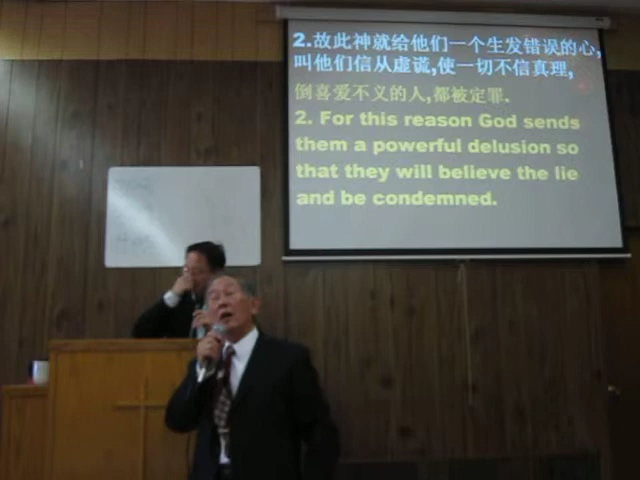 2.故此神就给他们一个生发错误的心,
叫他们信从虚谎,使一切不信真理,
倒喜爱不义的人,都被定罪.
2. For this reason God sends
them a powerful delusion so
that they will believe the lie
and be condemned.